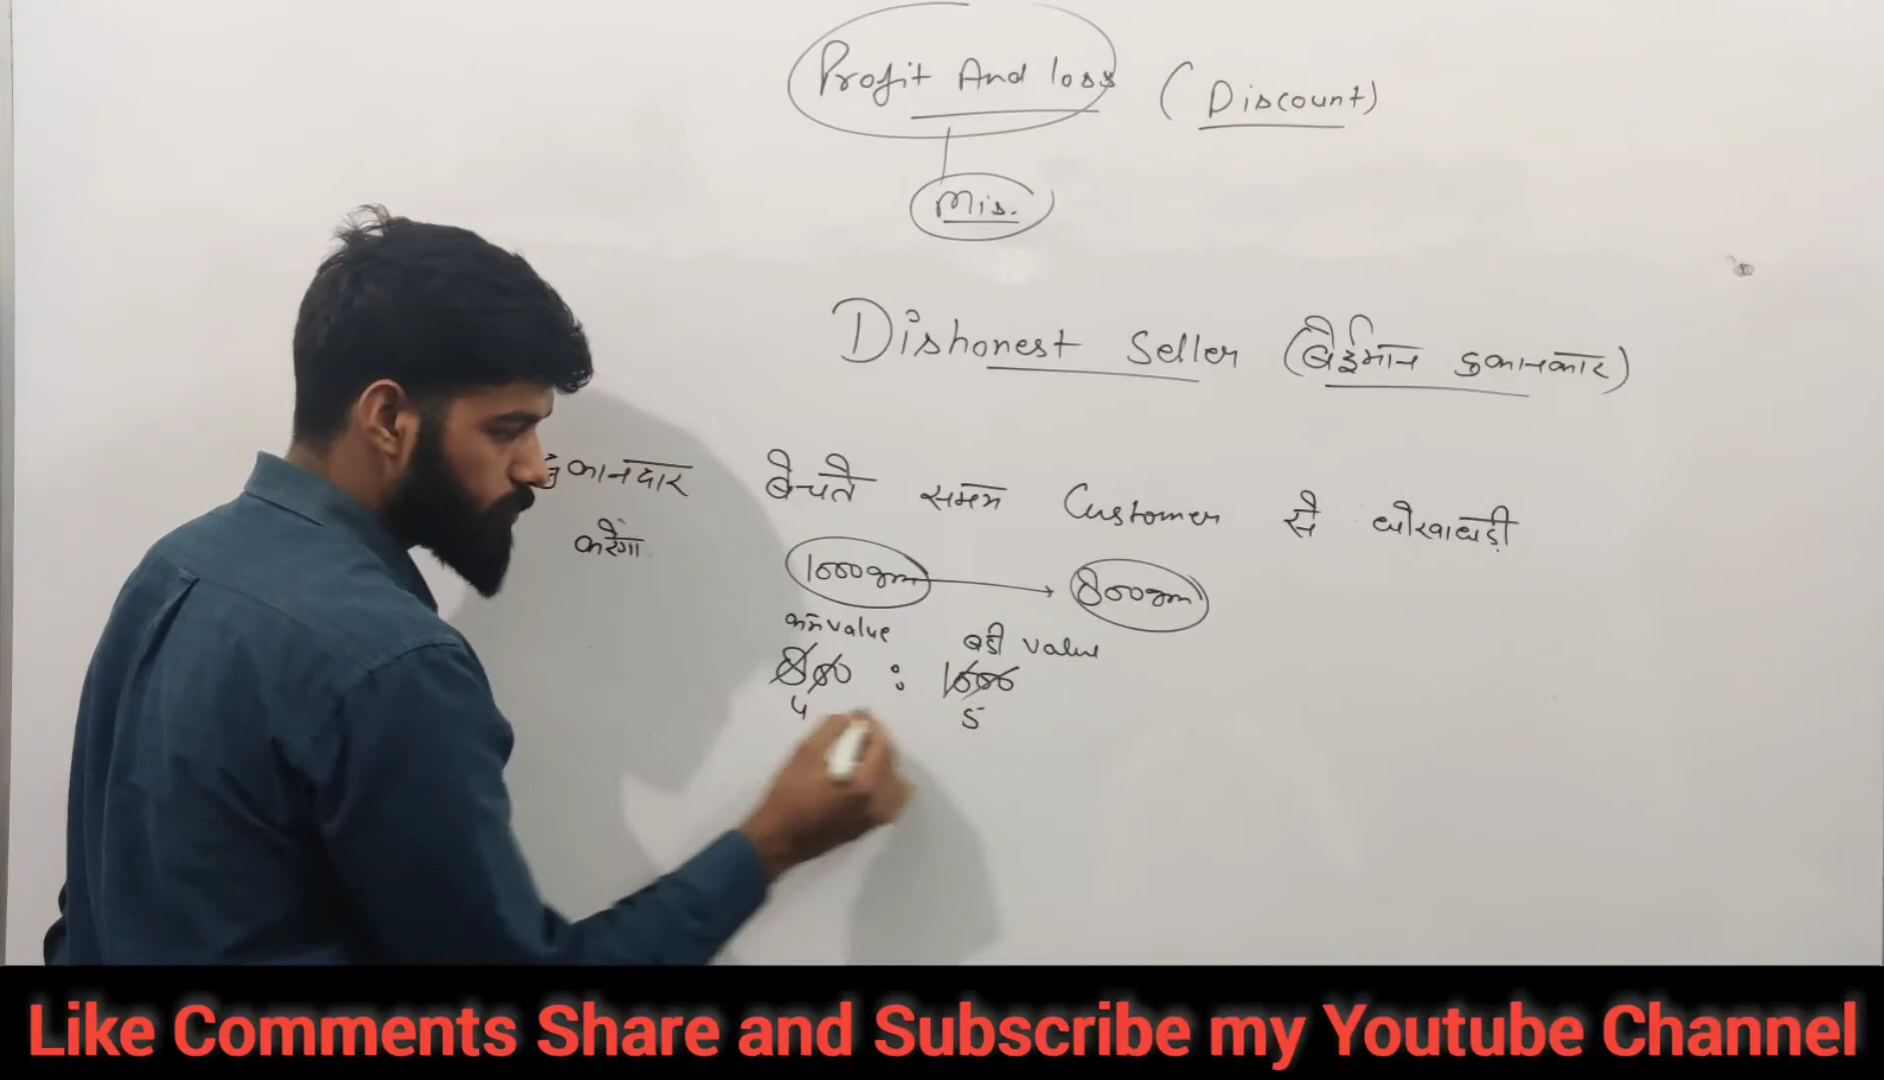 Profit And loss ( Discount )
Mis.
Dishonest Seller (बेईमान दुकानदार)
दुकानदार बेचते समय Customer से धोखाधड़ी
करेगा
1000gm → 800gm
कम value बड़ी value
800 : 1000
4 5
Like Comments Share and Subscribe my Youtube Channel